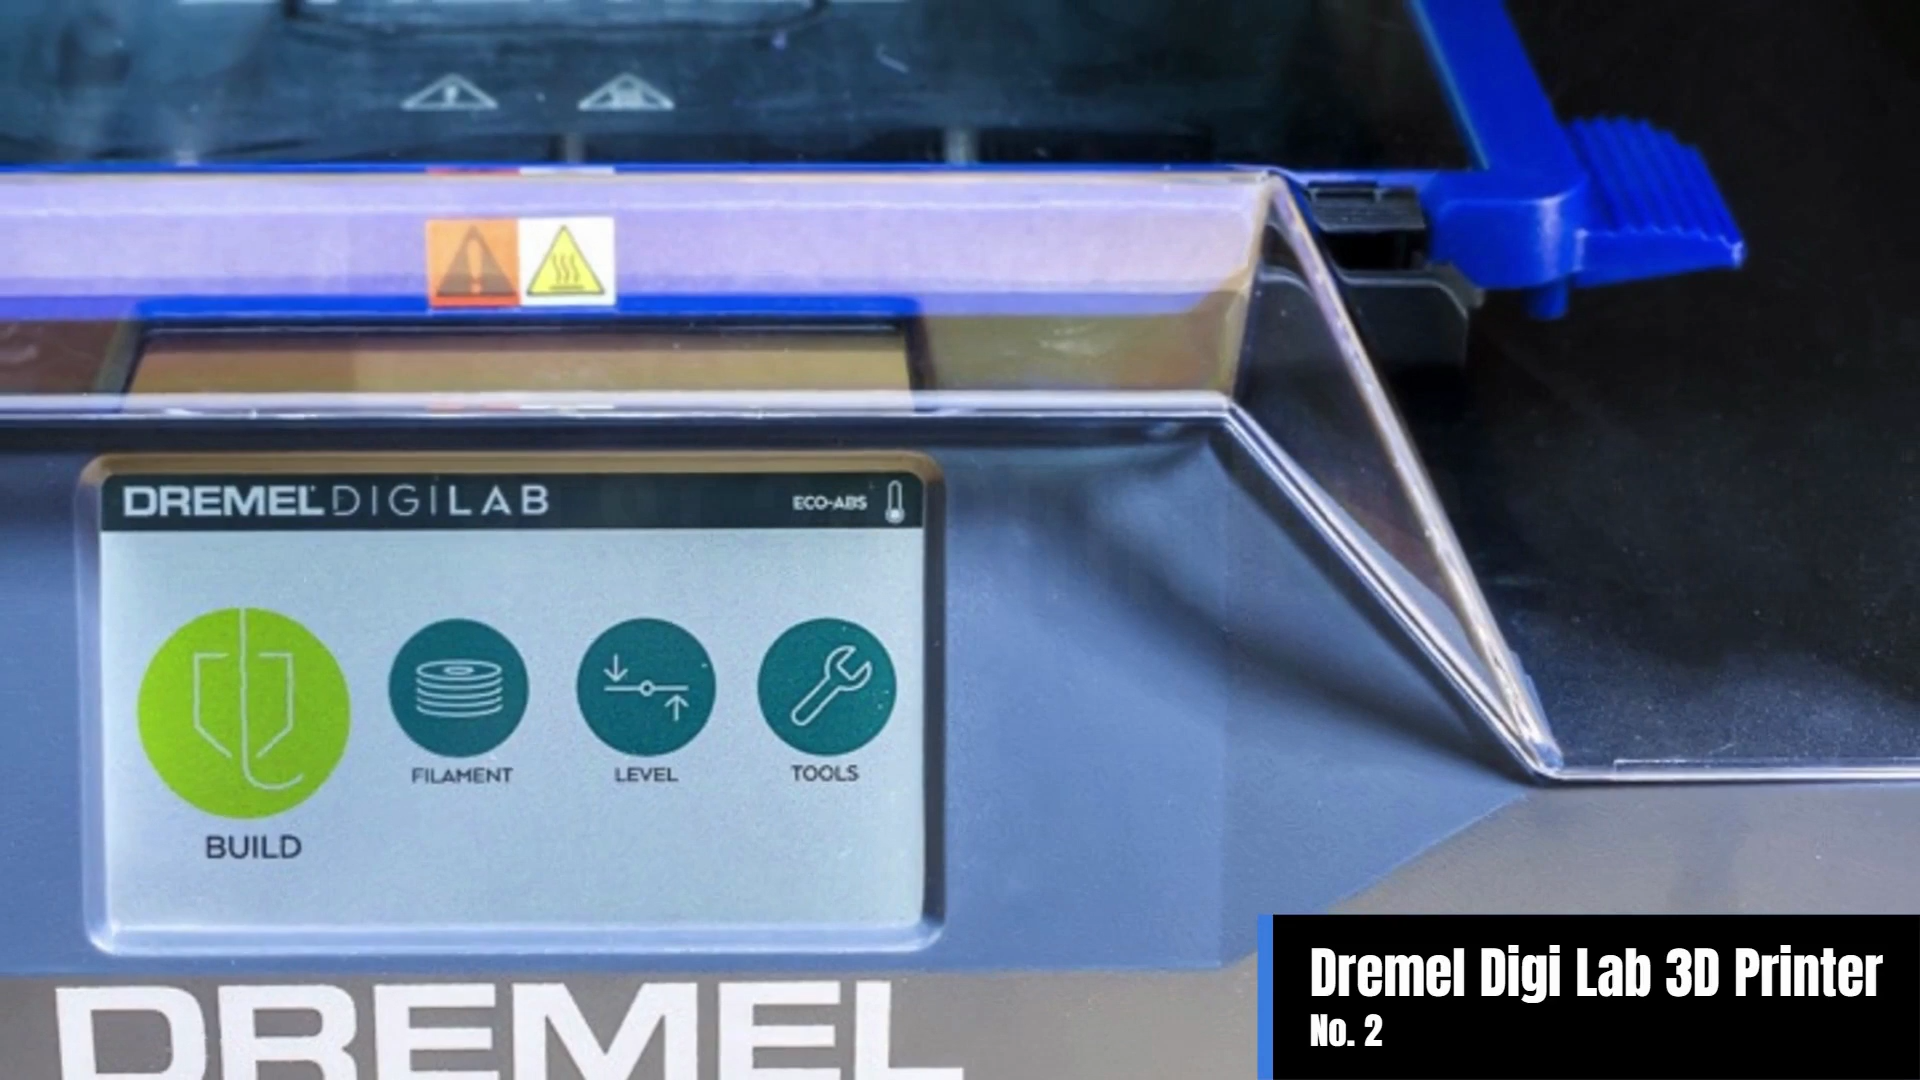 DREMEL DIGILAB
ECO-ABS
BUILD
FILAMENT
LEVEL
TOOLS
DREMEL
Dremel Digi Lab 3D Printer
No. 2